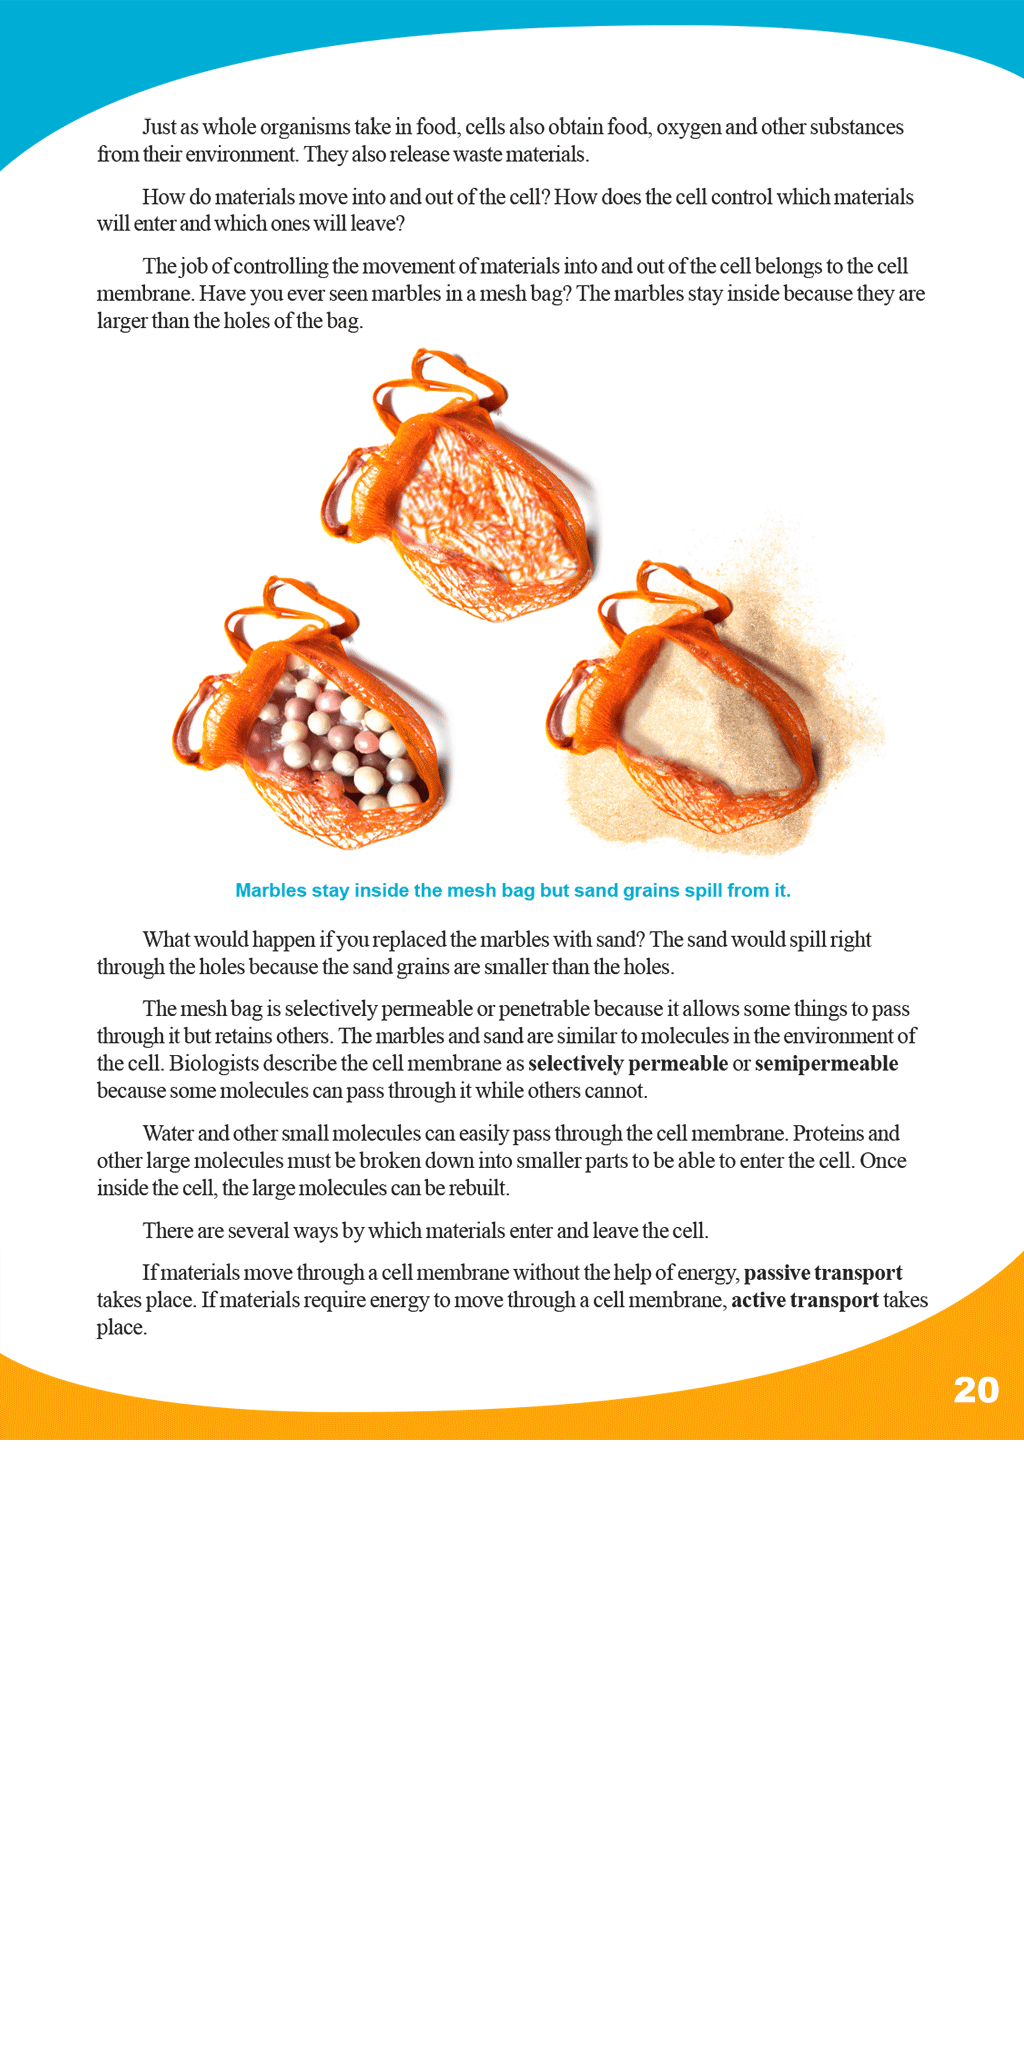 Just as whole organisms take in food, cells also obtain food, oxygen and other substances
from their environment. They also release waste materials.
How do materials move into and out of the cell? How does the cell control which materials
will enter and which ones will leave?
The job of controlling the movement of materials into and out of the cell belongs to the cell
membrane. Have you ever seen marbles in a mesh bag? The marbles stay inside because they are
larger than the holes of the bag.
Marbles stay inside the mesh bag but sand grains spill from it.
What would happen if you replaced the marbles with sand? The sand would spill right
through the holes because the sand grains are smaller than the holes.
The mesh bag is selectively permeable or penetrable because it allows some things to pass
through it but retains others. The marbles and sand are similar to molecules in the environment of
the cell. Biologists describe the cell membrane as selectively permeable or semipermeable
because some molecules can pass through it while others cannot.
Water and other small molecules can easily pass through the cell membrane. Proteins and
other large molecules must be broken down into smaller parts to be able to enter the cell. Once
inside the cell, the large molecules can be rebuilt.
There are several ways by which materials enter and leave the cell.
If materials move through a cell membrane without the help of energy, passive transport
takes place. If materials require energy to move through a cell membrane, active transport takes
place.
20